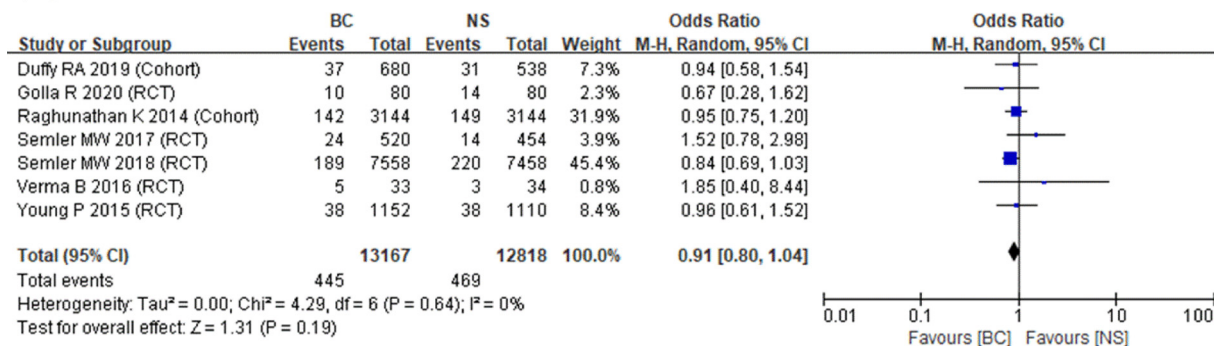 BC NS Odds Ratio Odds Ratio
Study or Subgroup Events Total Events Total Weight M-H, Random, 95% CI M-H, Random, 95% CI
Duffy RA 2019 (Cohort) 37 680 31 538 7.3% 0.94 [0.58, 1.54]
Golla R 2020 (RCT) 10 80 14 80 2.3% 0.67 [0.28, 1.62]
Raghunathan K 2014 (Cohort) 142 3144 149 3144 31.9% 0.95 [0.75, 1.20]
Semler MW 2017 (RCT) 24 520 14 454 3.9% 1.52 [0.78, 2.98]
Semler MW 2018 (RCT) 189 7558 220 7458 45.4% 0.84 [0.69, 1.03]
Verma B 2016 (RCT) 5 33 3 34 0.8% 1.85 [0.40, 8.44]
Young P 2015 (RCT) 38 1152 38 1110 8.4% 0.96 [0.61, 1.52]
Total (95% CI) 13167 12818 100.0% 0.91 [0.80, 1.04]
Total events 445 469
Heterogeneity: Tau² = 0.00; Chi² = 4.29, df = 6 (P = 0.64); I² = 0%
Test for overall effect: Z = 1.31 (P = 0.19)
0.01 0.1 1 10 100
Favours [BC] Favours [NS]